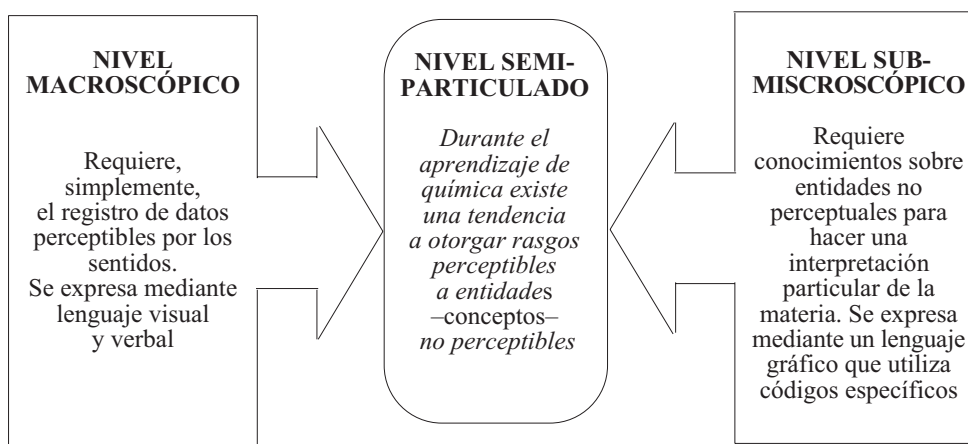 NIVEL
MACROSCÓPICO
Requiere,
simplemente,
el registro de datos
perceptibles por los
sentidos.
Se expresa mediante
lenguaje visual
y verbal
NIVEL SEMI-
PARTICULADO
Durante el
aprendizaje de
química existe
una tendencia
a otorgar rasgos
perceptibles
a entidades
–conceptos–
no perceptibles
NIVEL SUB-
MISCROSCÓPICO
Requiere
conocimientos sobre
entidades no
perceptuales para
hacer una
interpretación
particular de la
materia. Se expresa
mediante un lenguaje
gráfico que utiliza
códigos específicos